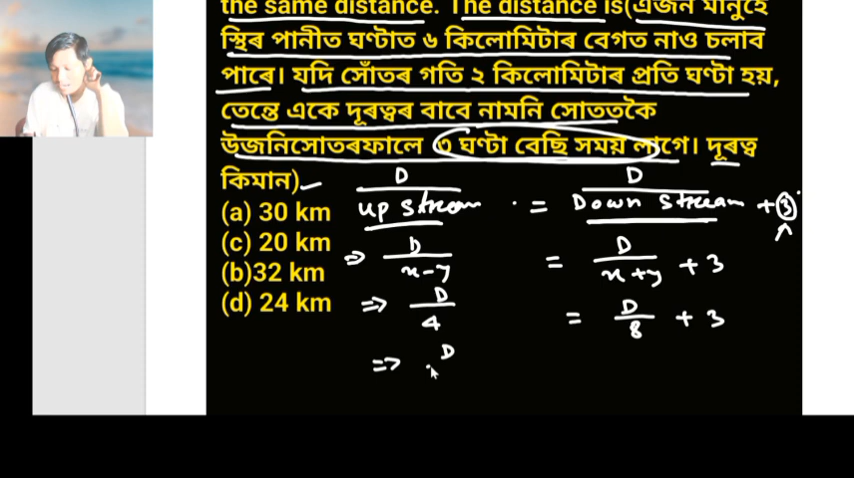 the same distance. The distance is(এজন মানুহে
স্থিৰ পানীত ঘণ্টাত ৬ কিলোমিটাৰ বেগত নাও চলাব
পাৰে। যদি সোঁতৰ গতি ২ কিলোমিটাৰ প্ৰতি ঘণ্টা হয়,
তেন্তে একে দূৰত্বৰ বাবে নামনি সোততকৈ
উজনিসোতৰফালে ৩ ঘণ্টা বেছি সময় লাগে। দূৰত্ব
কিমান)
(a) 30 km
(c) 20 km
(b)32 km
(d) 24 km
D / up stream = D / Down stream + 3
⇒ D / x-y = D / x+y + 3
⇒ D / 4 = D / 8 + 3
⇒ D